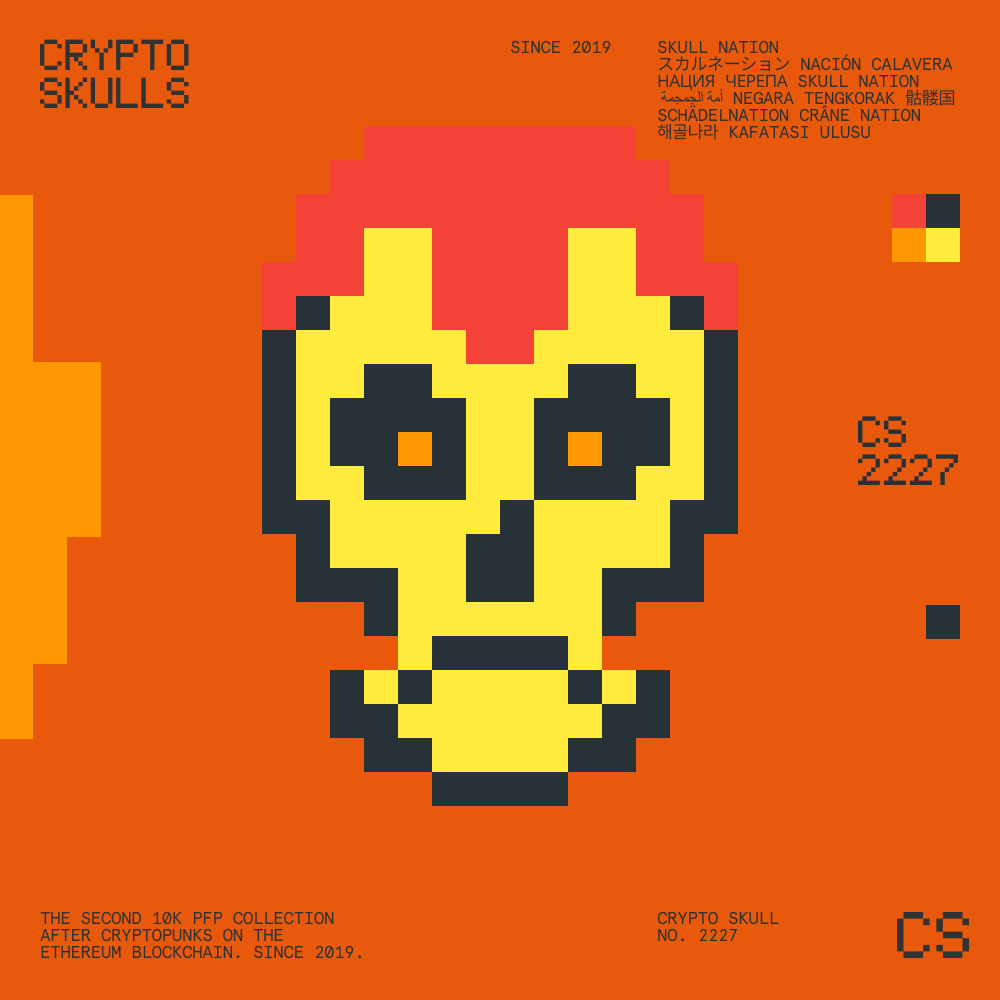 CRYPTO
SKULLS
SINCE 2019
SKULL NATION
スカルネーション NACIÓN CALAVERA
НАЦИЯ ЧЕРЕПА SKULL NATION
أمة الجمجمة NEGARA TENGKORAK 骷髅国
SCHÄDELNATION CRÂNE NATION
해골나라 KAFATASI ULUSU
CS
2227
THE SECOND 10K PFP COLLECTION
AFTER CRYPTOPUNKS ON THE
ETHEREUM BLOCKCHAIN. SINCE 2019.
CRYPTO SKULL
NO. 2227
CS